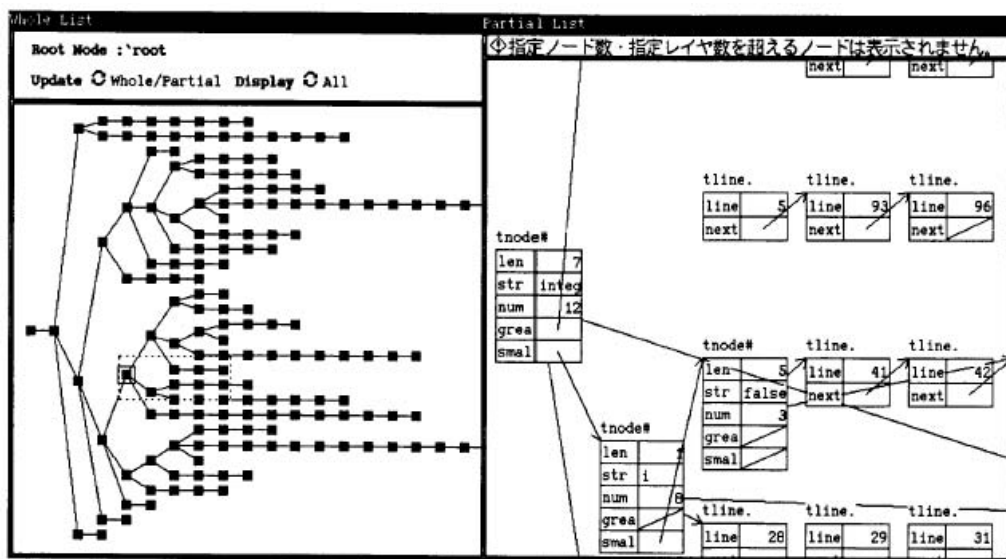 Whole List
Root Node :`root
Update Whole/Partial Display All
Partial List
指定ノード数・指定レイヤ数を超えるノードは表示されません。
next
next
tline.
line 5
next
tline.
line 93
next
tline.
line 96
next
tnode#
len 7
str integ
num 12
grea
smal
tnode#
len 5
str false
num 3
grea
smal
tline.
line 41
next
tline.
line 42
next
tnode#
len 1
str i
num 8
grea
smal
tline.
line 28
tline.
line 29
tline.
line 31